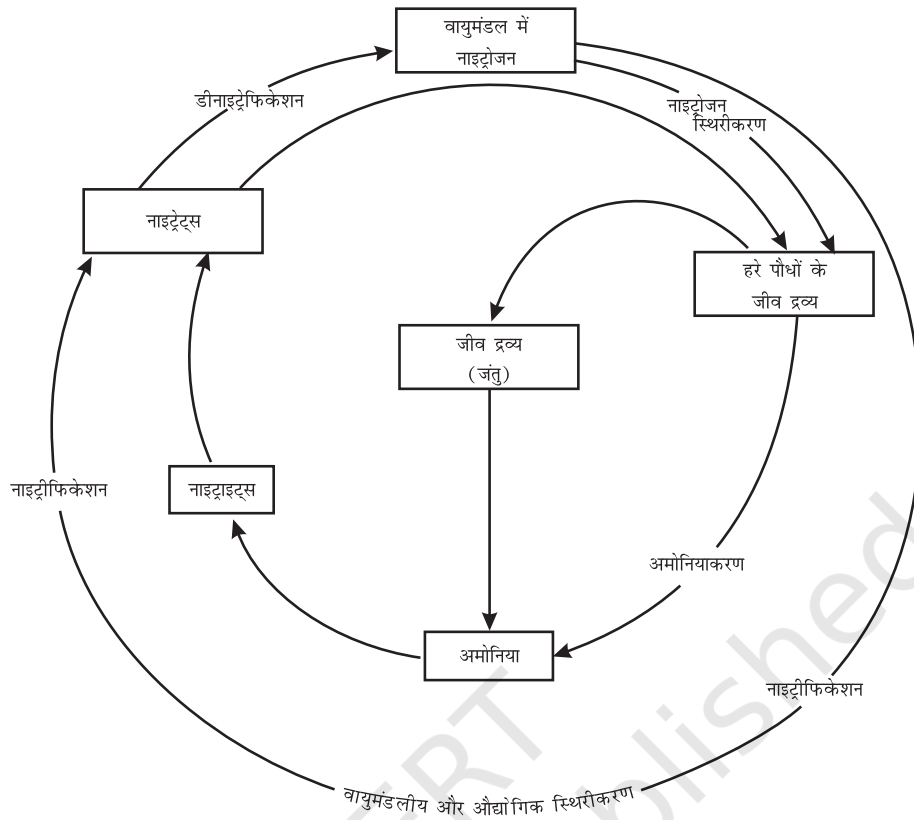 वायुमंडल में
नाइट्रोजन
डीनाइट्रेफिकेशन
नाइट्रोजन
स्थिरीकरण
नाइट्रेट्स
हरे पौधों के
जीव द्रव्य
जीव द्रव्य
(जंतु)
नाइट्रीफिकेशन
नाइट्राइट्स
अमोनियाकरण
अमोनिया
नाइट्रीफिकेशन
वायुमंडलीय और औद्योगिक स्थिरीकरण